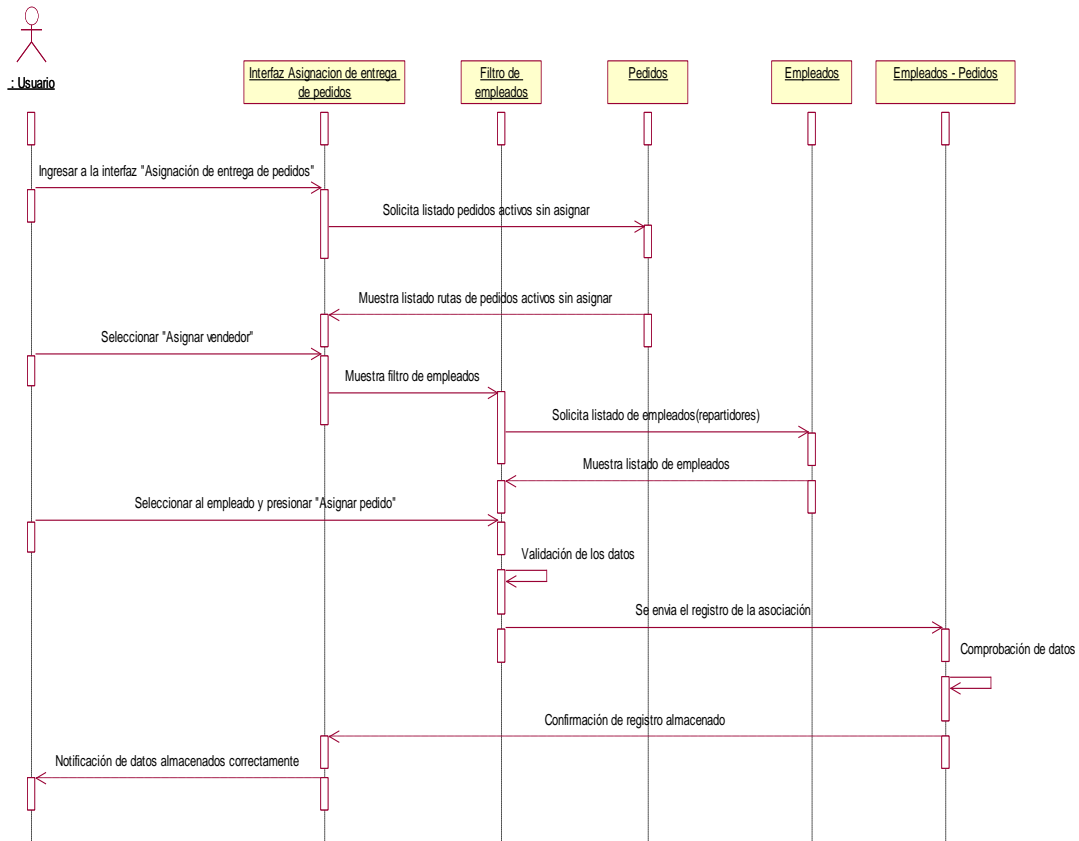 : Usuario
Interfaz Asignacion de entrega
de pedidos
Filtro de
empleados
Pedidos
Empleados
Empleados - Pedidos
Ingresar a la interfaz "Asignación de entrega de pedidos"
Solicita listado pedidos activos sin asignar
Muestra listado rutas de pedidos activos sin asignar
Seleccionar "Asignar vendedor"
Muestra filtro de empleados
Solicita listado de empleados(repartidores)
Muestra listado de empleados
Seleccionar al empleado y presionar "Asignar pedido"
Validación de los datos
Se envia el registro de la asociación
Comprobación de datos
Confirmación de registro almacenado
Notificación de datos almacenados correctamente